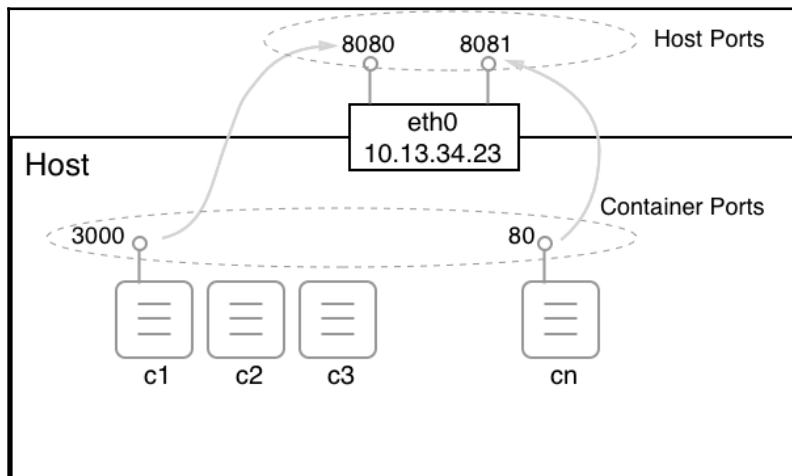 8080
8081
Host Ports
eth0
10.13.34.23
Host
Container Ports
3000
80
c1
c2
c3
cn